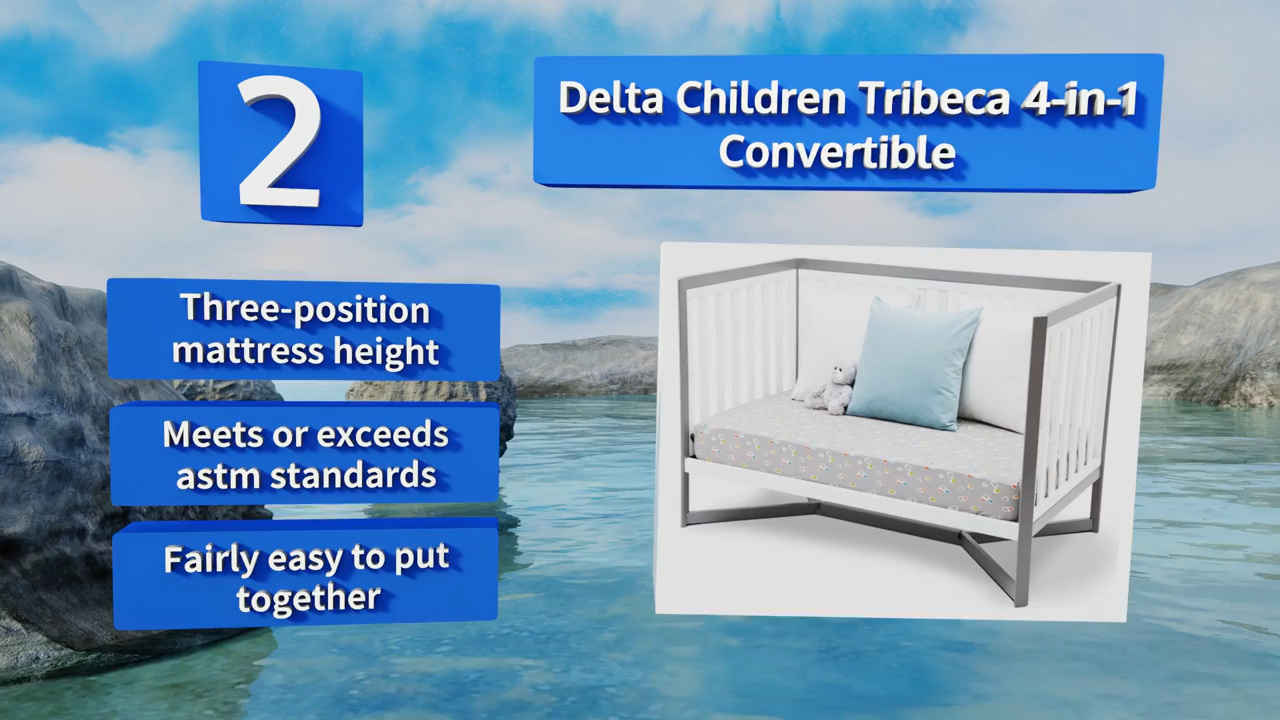 2
Delta Children Tribeca 4-in-1
Convertible
Three-position
mattress height
Meets or exceeds
astm standards
Fairly easy to put
together